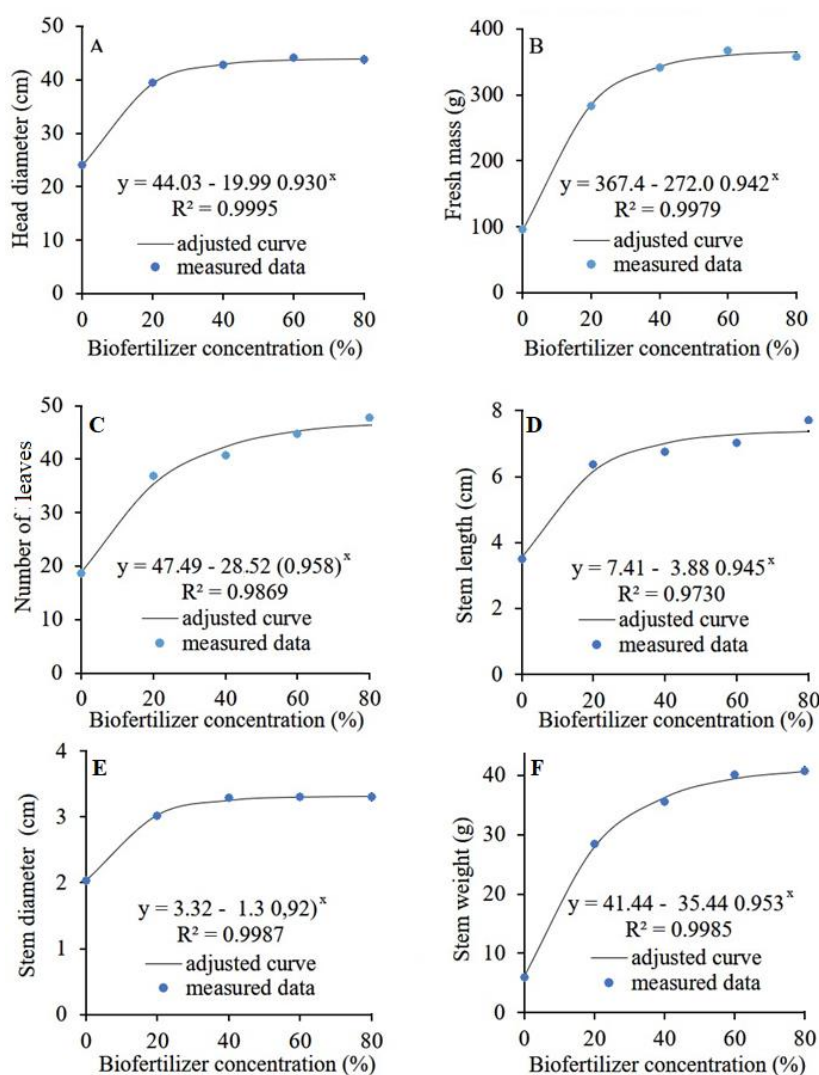 A
Head diameter (cm)
50
40
30
20
10
0
y = 44.03 - 19.99 0.930ˣ
R² = 0.9995
adjusted curve
measured data
0 20 40 60 80
Biofertilizer concentration (%)
B
Fresh mass (g)
400
300
200
100
0
y = 367.4 - 272.0 0.942ˣ
R² = 0.9979
adjusted curve
measured data
0 20 40 60 80
Biofertilizer concentration (%)
C
Number of leaves
50
40
30
20
10
0
y = 47.49 - 28.52 (0.958)ˣ
R² = 0.9869
adjusted curve
measured data
0 20 40 60 80
Biofertilizer concentration (%)
D
Stem length (cm)
8
6
4
2
0
y = 7.41 - 3.88 0.945ˣ
R² = 0.9730
adjusted curve
measured data
0 20 40 60 80
Biofertilizer concentration (%)
E
Stem diameter (cm)
4
3
2
1
0
y = 3.32 - 1.3 0,92)ˣ
R² = 0.9987
adjusted curve
measured data
0 20 40 60 80
Biofertilizer concentration (%)
F
Stem weight (g)
40
30
20
10
0
y = 41.44 - 35.44 0.953ˣ
R² = 0.9985
adjusted curve
measured data
0 20 40 60 80
Biofertilizer concentration (%)